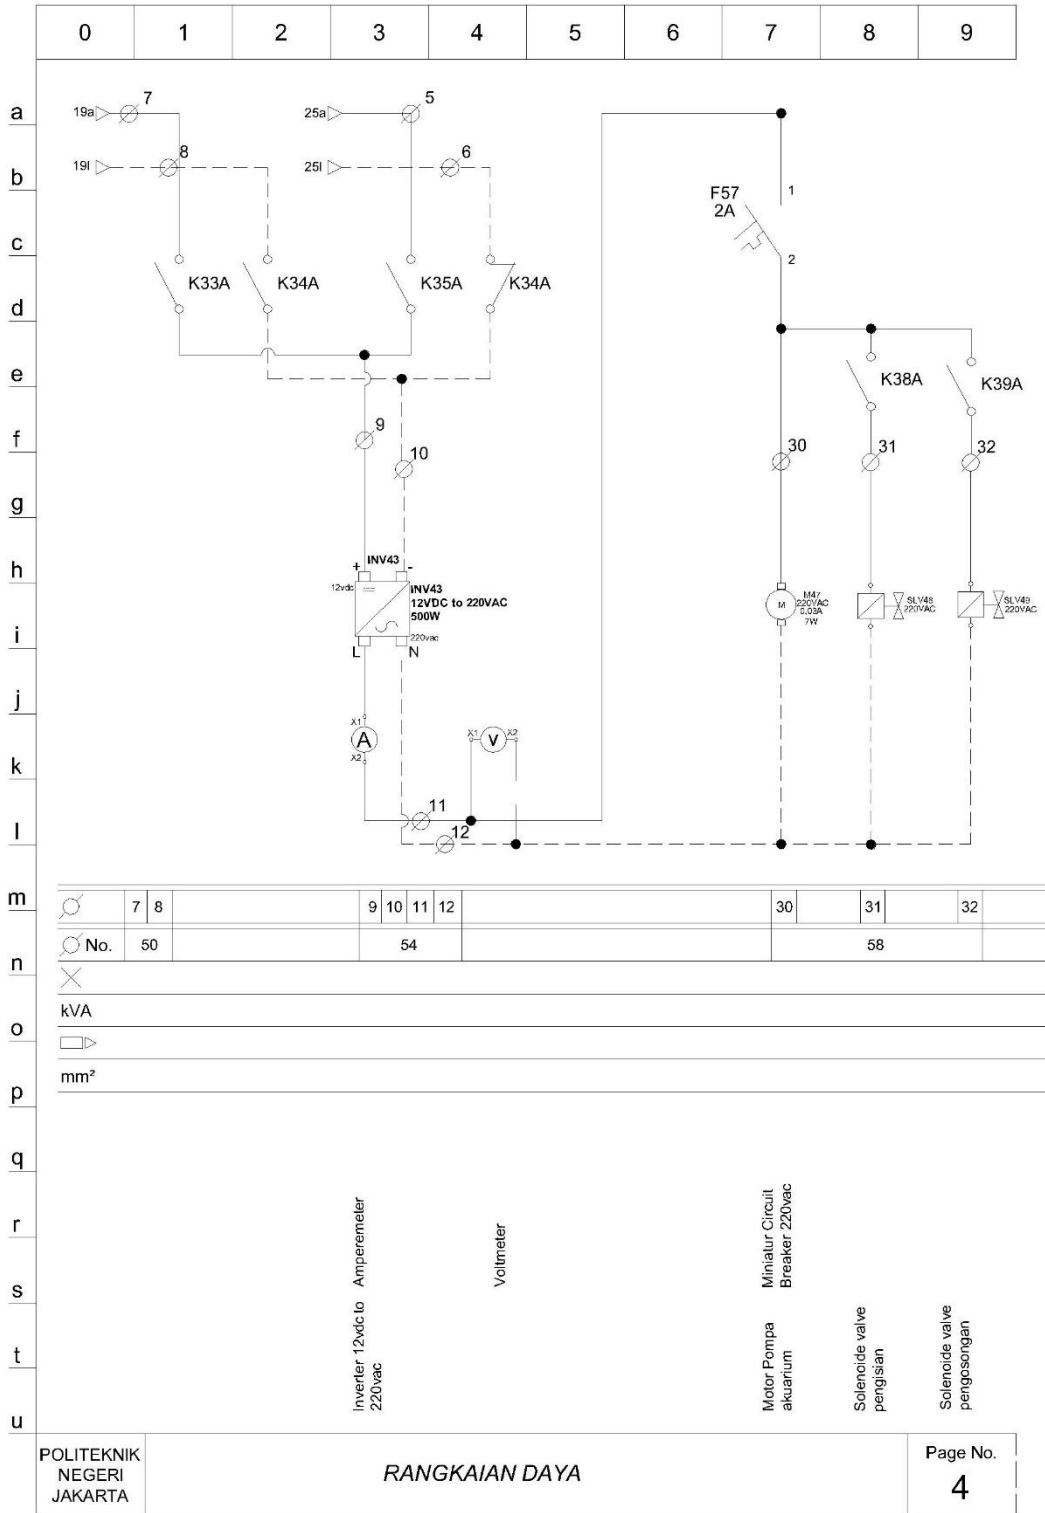 0 1 2 3 4 5 6 7 8 9
a
b
c
d
e
f
g
h
i
j
k
l
m
n
o
p
q
r
s
t
u
19a 7
25a 5
19l 8
25l 6
F57
2A
1
2
K33A K34A K35A K34A
K38A K39A
9
10
30 31 32
+ INV43 -
12vdc
INV43
12VDC to 220VAC
500W
220vac
L N
M
M47
220VAC
0,03A
7W
SLV48
220VAC
SLV49
220VAC
X1
A
X2
X1 V X2
11
12
7 8 9 10 11 12 30 31 32
No. 50 54 58
kVA
mm²
Inverter 12vdc to
220vac
Amperemeter
Voltmeter
Miniatur Circuit
Breaker 220vac
Motor Pompa
akuarium
Solenoide valve
pengisian
Solenoide valve
pengosongan
POLITEKNIK
NEGERI
JAKARTA
RANGKAIAN DAYA
Page No.
4